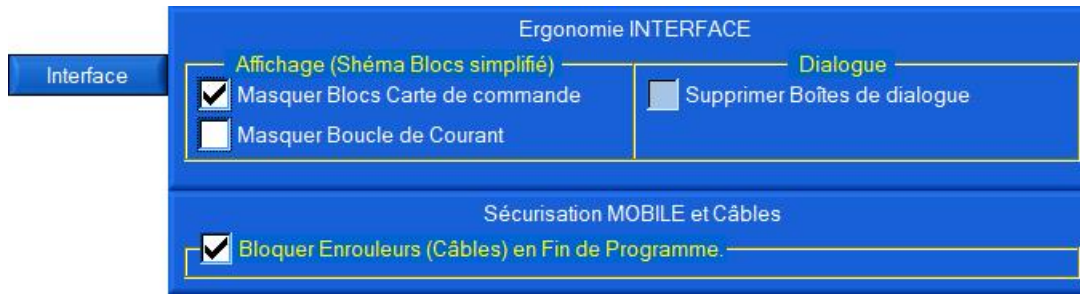 Interface
Ergonomie INTERFACE
Affichage (Shéma Blocs simplifié)
Masquer Blocs Carte de commande
Masquer Boucle de Courant
Dialogue
Supprimer Boîtes de dialogue
Sécurisation MOBILE et Câbles
Bloquer Enrouleurs (Câbles) en Fin de Programme.